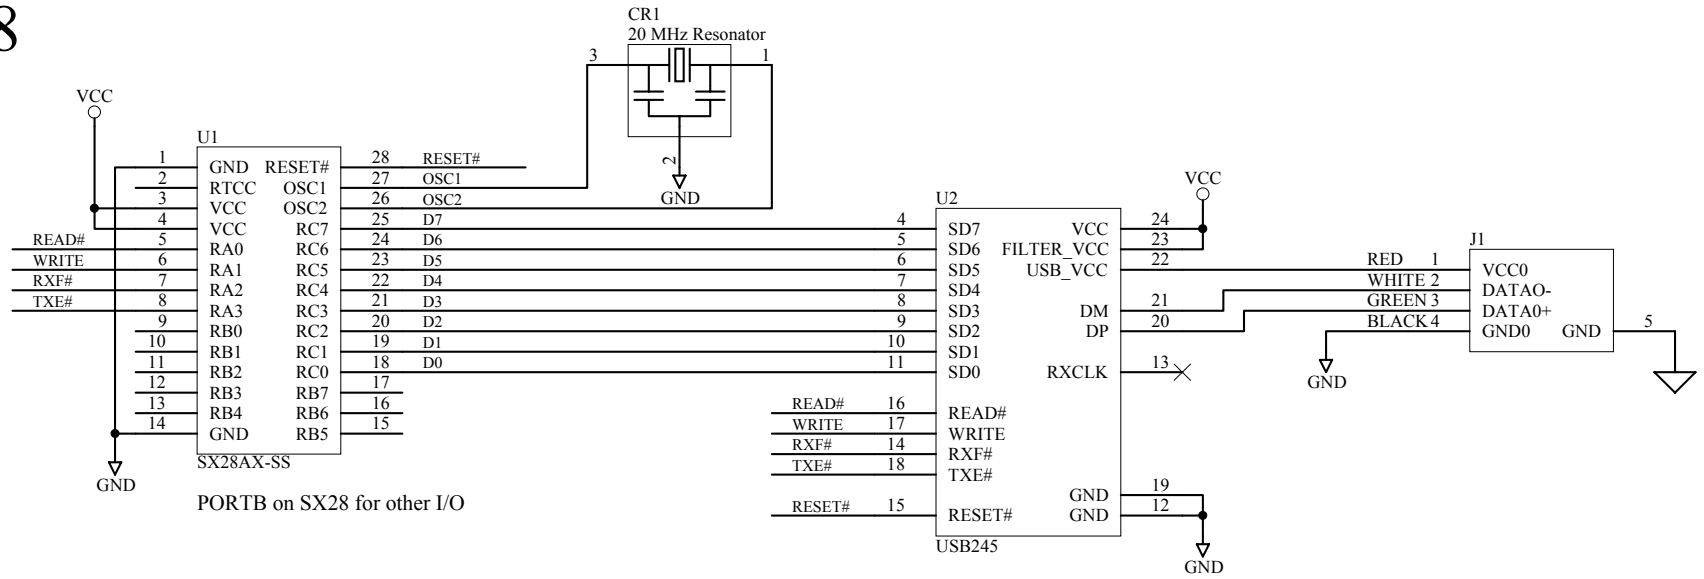 8
CR1
20 MHz Resonator
3 1
2
GND
VCC
U1
1 GND RESET# 28 RESET#
2 RTCC OSC1 27 OSC1
3 VCC OSC2 26 OSC2
4 VCC RC7 25 D7
READ# 5 RA0 RC6 24 D6
WRITE 6 RA1 RC5 23 D5
RXF# 7 RA2 RC4 22 D4
TXE# 8 RA3 RC3 21 D3
9 RB0 RC2 20 D2
10 RB1 RC1 19 D1
11 RB2 RC0 18 D0
12 RB3 RB7 17
13 RB4 RB6 16
14 GND RB5 15
SX28AX-SS
GND
PORTB on SX28 for other I/O
VCC
U2
4 SD7 VCC 24
5 SD6 FILTER_VCC 23
6 SD5 USB_VCC 22
7 SD4
8 SD3 DM 21
9 SD2 DP 20
10 SD1
11 SD0 RXCLK 13
READ# 16 READ#
WRITE 17 WRITE
RXF# 14 RXF#
TXE# 18 TXE#
GND 19
RESET# 15 RESET# GND 12
USB245
GND
J1
RED 1 VCC0
WHITE 2 DATAO-
GREEN 3 DATA0+
BLACK 4 GND0 GND 5
GND